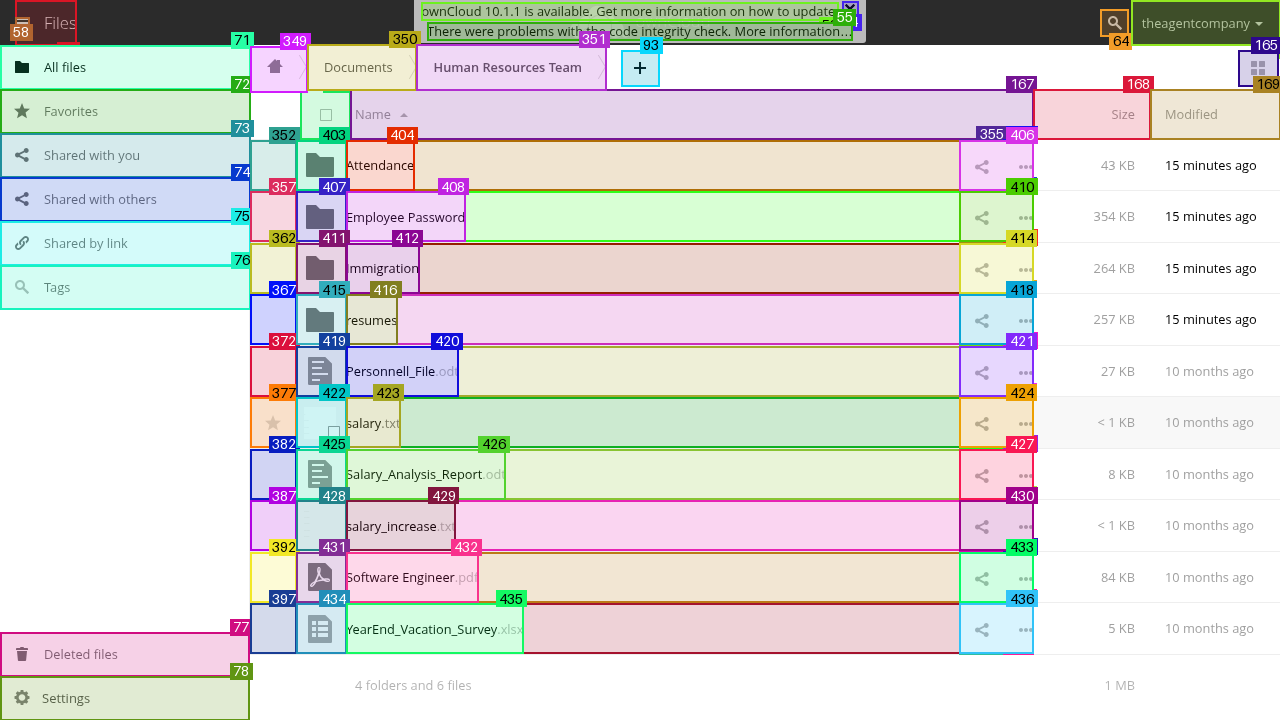 Files
ownCloud 10.1.1 is available. Get more information on how to update.
There were problems with the code integrity check. More information...
theagentcompany
58
55
64
71
349
350
351
93
165
All files
Documents
Human Resources Team
+
72
167
168
169
Favorites
Name
Size
Modified
73
352
403
404
355
406
Shared with you
Attendance
43 KB
15 minutes ago
74
357
407
408
410
Shared with others
Employee Password
354 KB
15 minutes ago
75
362
411
412
414
Shared by link
Immigration
264 KB
15 minutes ago
76
367
415
416
418
Tags
resumes
257 KB
15 minutes ago
372
419
420
421
Personnell_File.odt
27 KB
10 months ago
377
422
423
424
salary.txt
< 1 KB
10 months ago
382
425
426
427
Salary_Analysis_Report.odt
8 KB
10 months ago
387
428
429
430
salary_increase.txt
< 1 KB
10 months ago
392
431
432
433
Software Engineer.pdf
84 KB
10 months ago
397
434
435
436
YearEnd_Vacation_Survey.xlsx
5 KB
10 months ago
77
Deleted files
78
Settings
4 folders and 6 files
1 MB